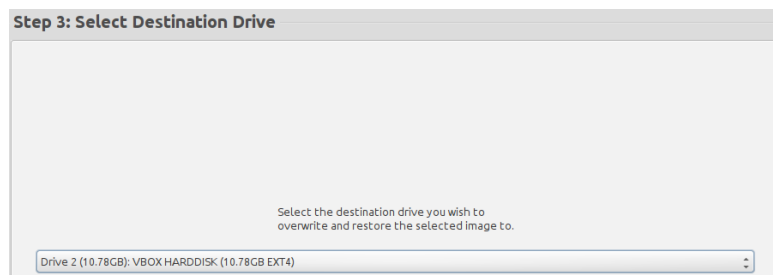 Step 3: Select Destination Drive
Select the destination drive you wish to
overwrite and restore the selected image to.
Drive 2 (10.78GB): VBOX HARDDISK (10.78GB EXT4)